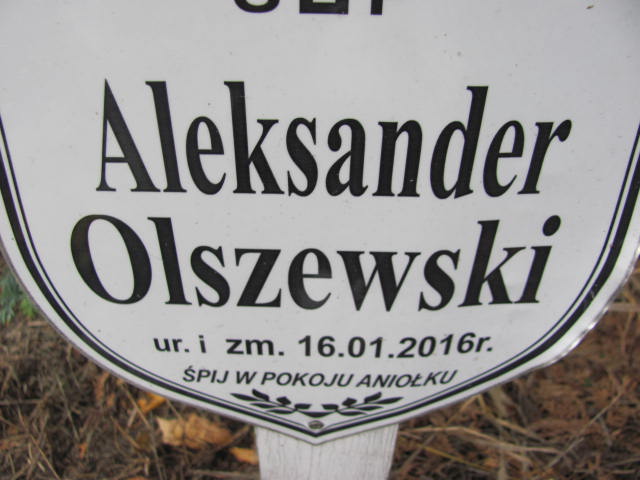 Aleksander
Olszewski
ur. i zm. 16.01.2016r.
ŚPIJ W POKOJU ANIOŁKU